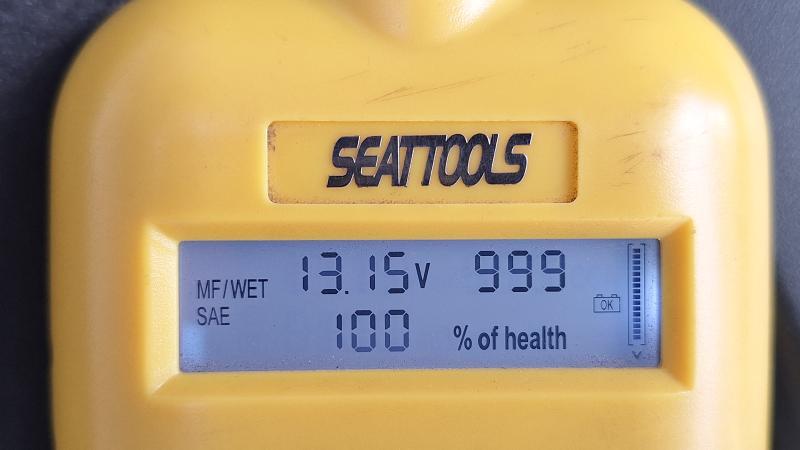 SEATTOOLS
MF/WET 13.15V 999
SAE 100 % of health
OK